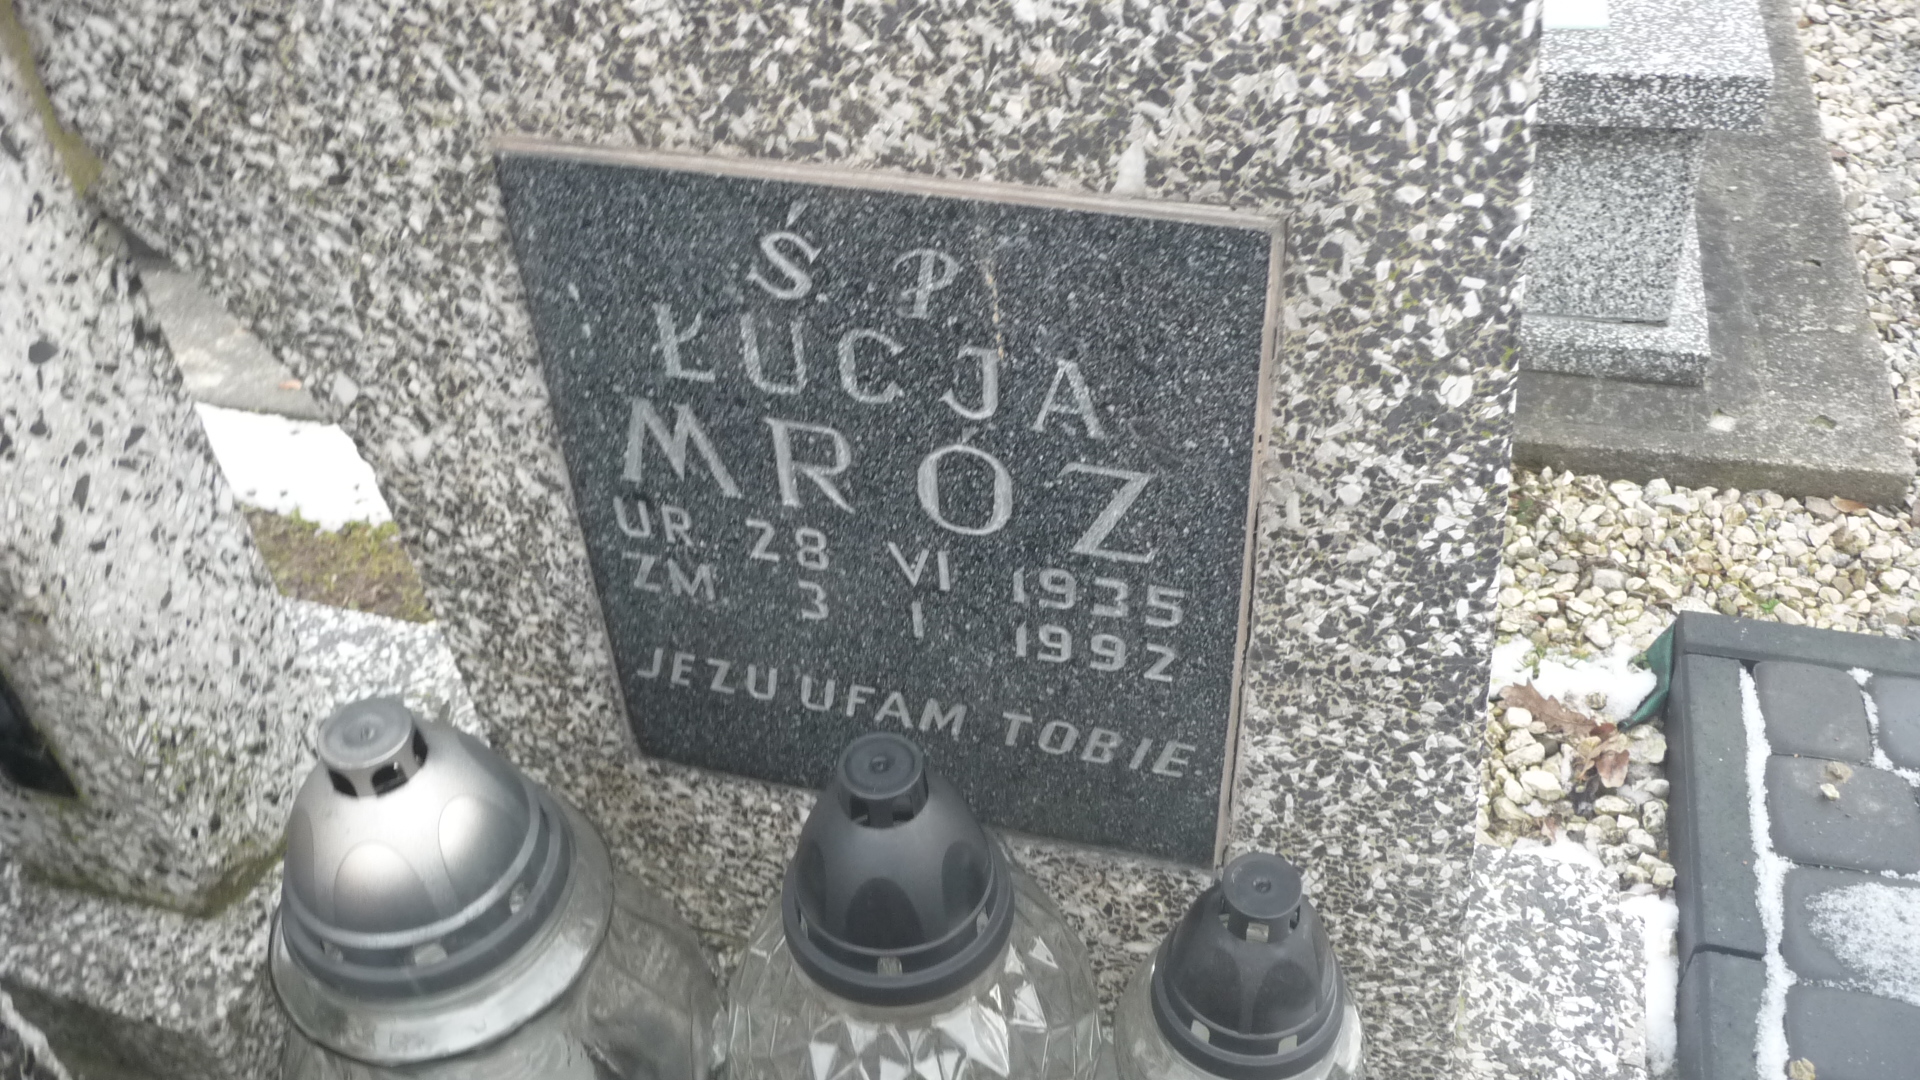 Ś P
ŁUCJA
MRÓZ
UR. 28 VI 1935
ZM. 3 I 1992
JEZU UFAM TOBIE.